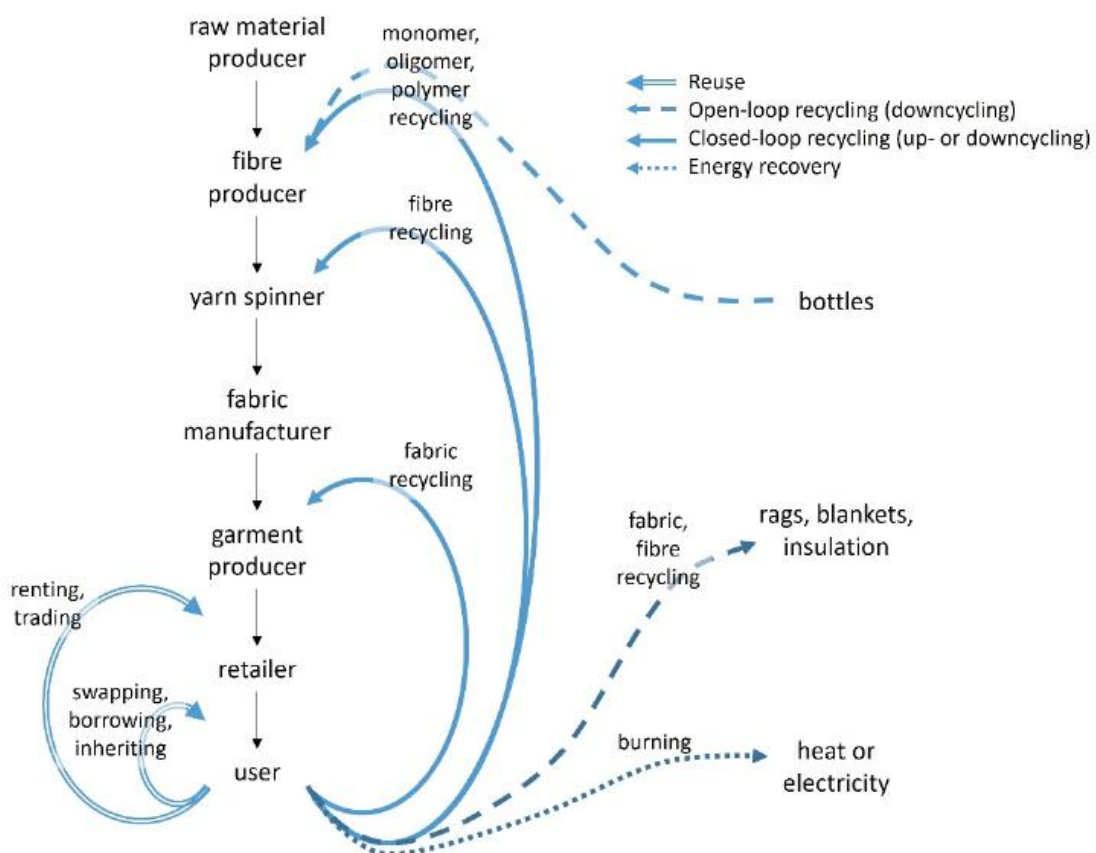 raw material
producer
monomer,
oligomer,
polymer
recycling
Reuse
Open-loop recycling (downcycling)
Closed-loop recycling (up- or downcycling)
Energy recovery
fibre
producer
fibre
recycling
yarn spinner
bottles
fabric
manufacturer
fabric
recycling
garment
producer
fabric,
fibre
recycling
rags, blankets,
insulation
renting,
trading
retailer
swapping,
borrowing,
inheriting
user
burning
heat or
electricity